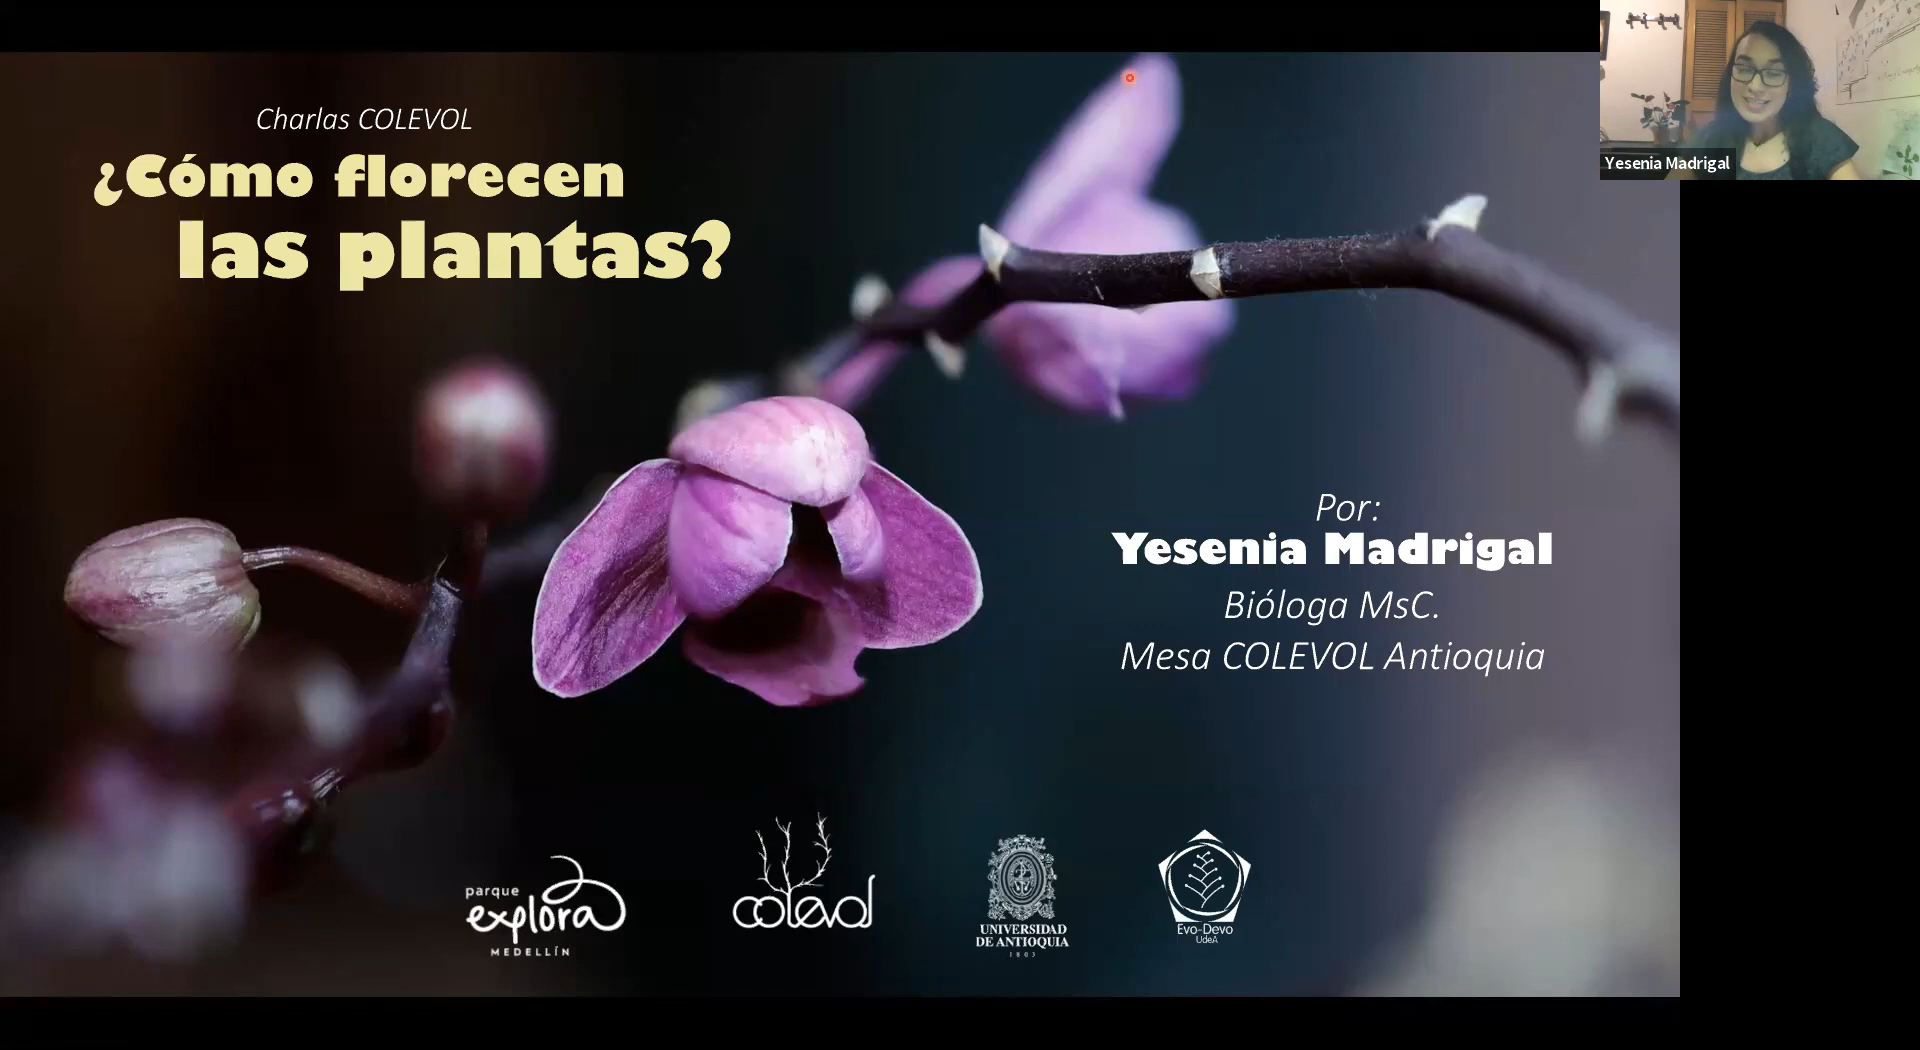 Charlas COLEVOL
¿Cómo florecen
las plantas?
Yesenia Madrigal
Por:
Yesenia Madrigal
Bióloga MsC.
Mesa COLEVOL Antioquia
parque
explora
MEDELLÍN
colevol
UNIVERSIDAD
DE ANTIOQUIA
1803
Evo-Devo
UdeA